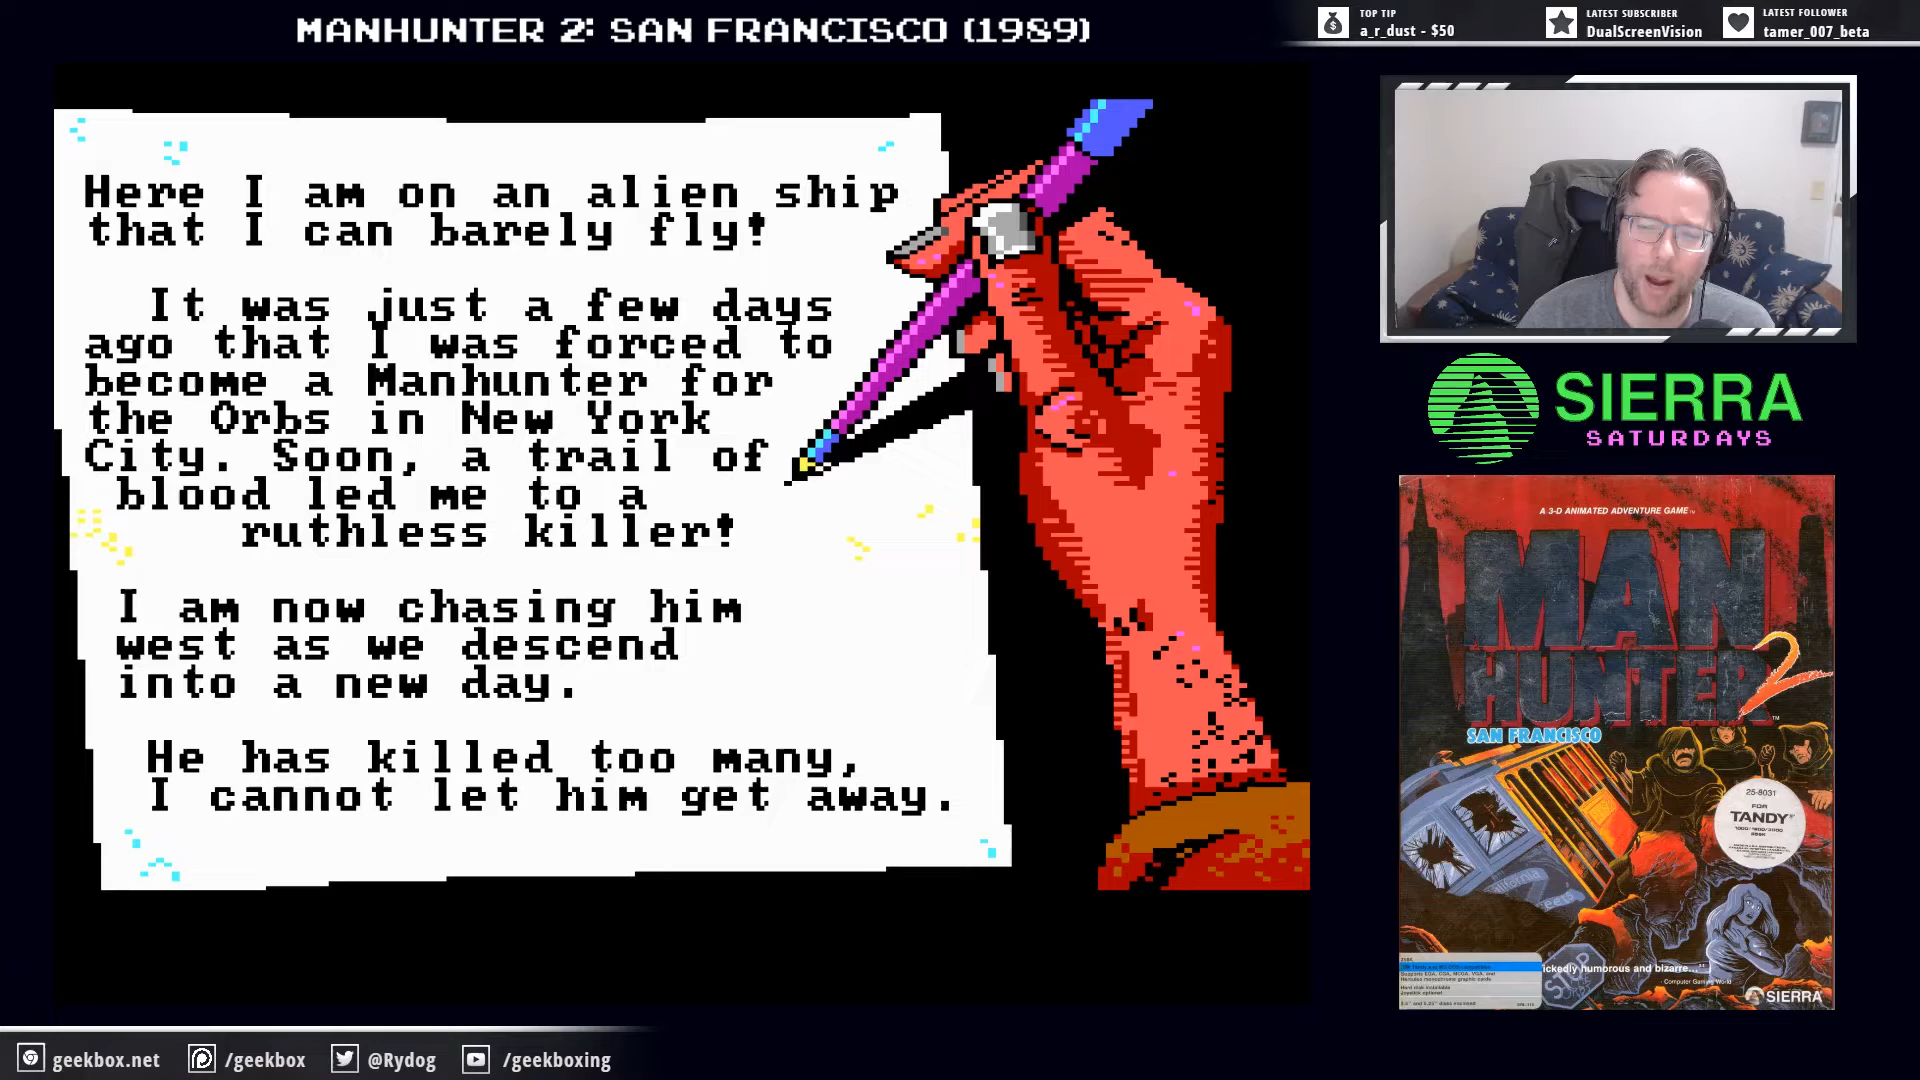 MANHUNTER 2: SAN FRANCISCO (1989)
TOP TIP
a_r_dust - $50
LATEST SUBSCRIBER
DualScreenVision
LATEST FOLLOWER
tamer_007_beta
Here I am on an alien ship
that I can barely fly!
It was just a few days
ago that I was forced to
become a Manhunter for
the Orbs in New York
City. Soon, a trail of
blood led me to a
ruthless killer!
I am now chasing him
west as we descend
into a new day.
He has killed too many,
I cannot let him get away.
SIERRA
SATURDAYS
A 3-D ANIMATED ADVENTURE GAME
MAN
HUNTER 2
SAN FRANCISCO
25-8031
FOR
TANDY
STOP
ickedly humorous and bizarre..."
- Computer Gaming World
SIERRA
geekbox.net
/geekbox
@Rydog
/geekboxing